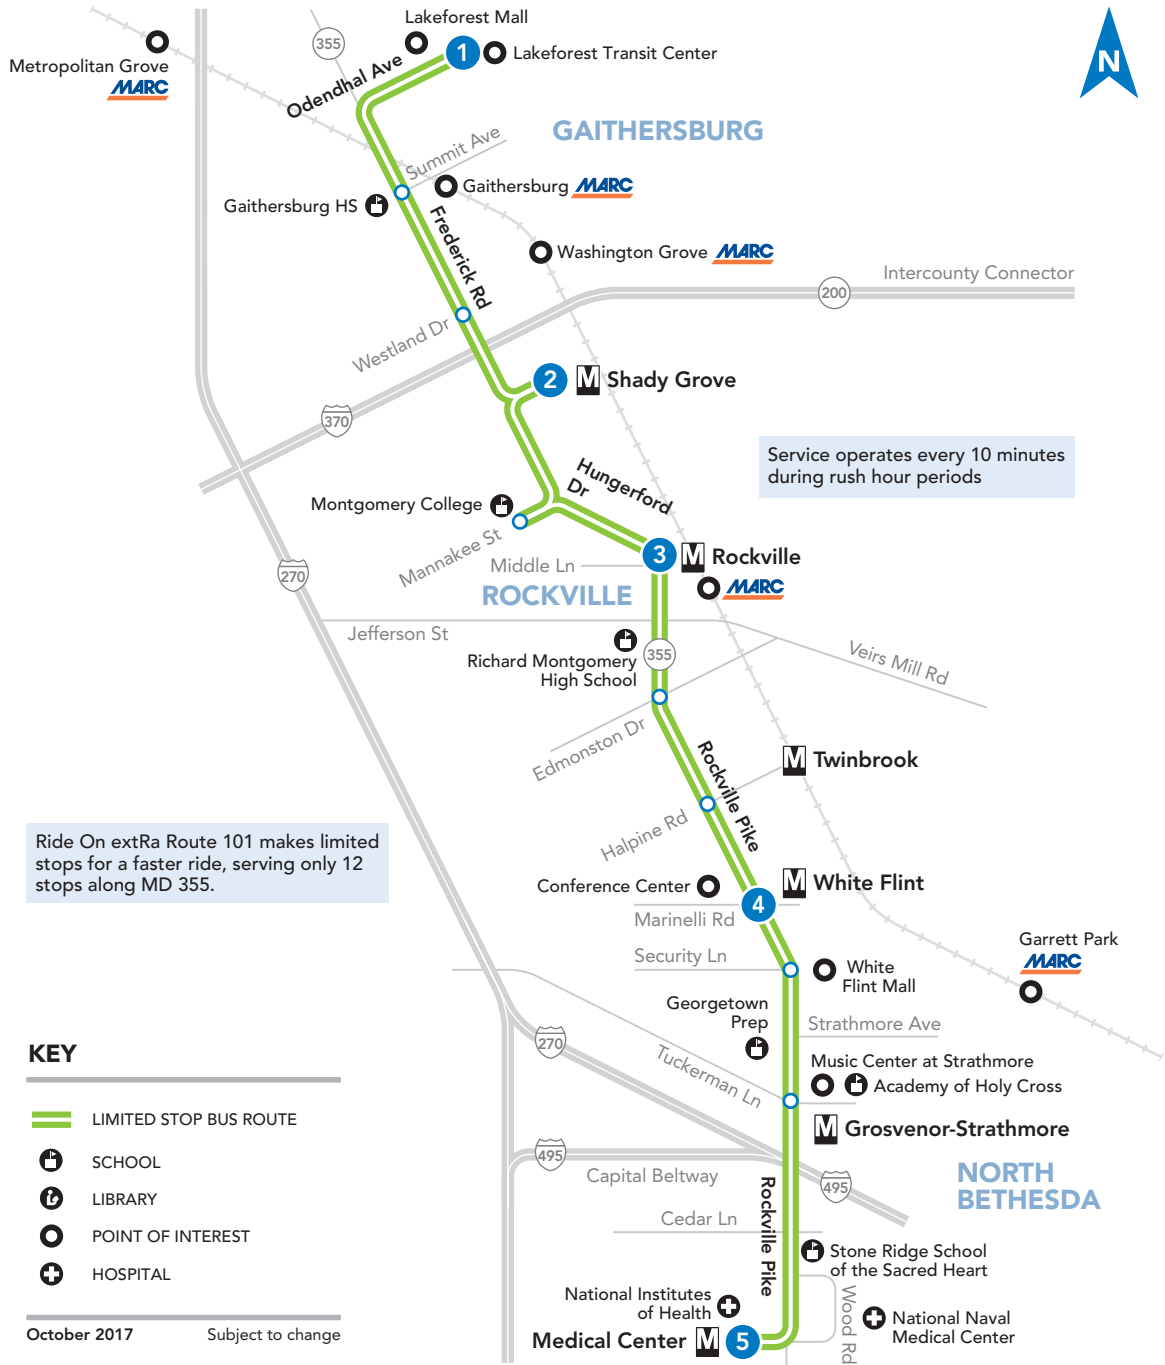 Lakeforest Mall
355
1
Lakeforest Transit Center
N
Metropolitan Grove
MARC
Odendhal Ave
GAITHERSBURG
Summit Ave
Gaithersburg MARC
Gaithersburg HS
Frederick Rd
Washington Grove MARC
Intercounty Connector
200
Westland Dr
2 M Shady Grove
370
Service operates every 10 minutes
during rush hour periods
Hungerford
Dr
Montgomery College
Mannakee St
3 M Rockville
Middle Ln
MARC
270
ROCKVILLE
Jefferson St
355
Richard Montgomery
High School
Veirs Mill Rd
Edmonston Dr
Rockville Pike
M Twinbrook
Halpine Rd
Ride On extRa Route 101 makes limited
stops for a faster ride, serving only 12
stops along MD 355.
M White Flint
Conference Center
4
Marinelli Rd
Security Ln
White
Flint Mall
Garrett Park
MARC
Georgetown
Prep
Strathmore Ave
270
Tuckerman Ln
Music Center at Strathmore
Academy of Holy Cross
M Grosvenor-Strathmore
495
Capital Beltway
495
NORTH
BETHESDA
Rockville Pike
Cedar Ln
Stone Ridge School
of the Sacred Heart
National Institutes
of Health
Wood Rd
National Naval
Medical Center
Medical Center M 5
KEY
LIMITED STOP BUS ROUTE
SCHOOL
LIBRARY
POINT OF INTEREST
HOSPITAL
October 2017 Subject to change